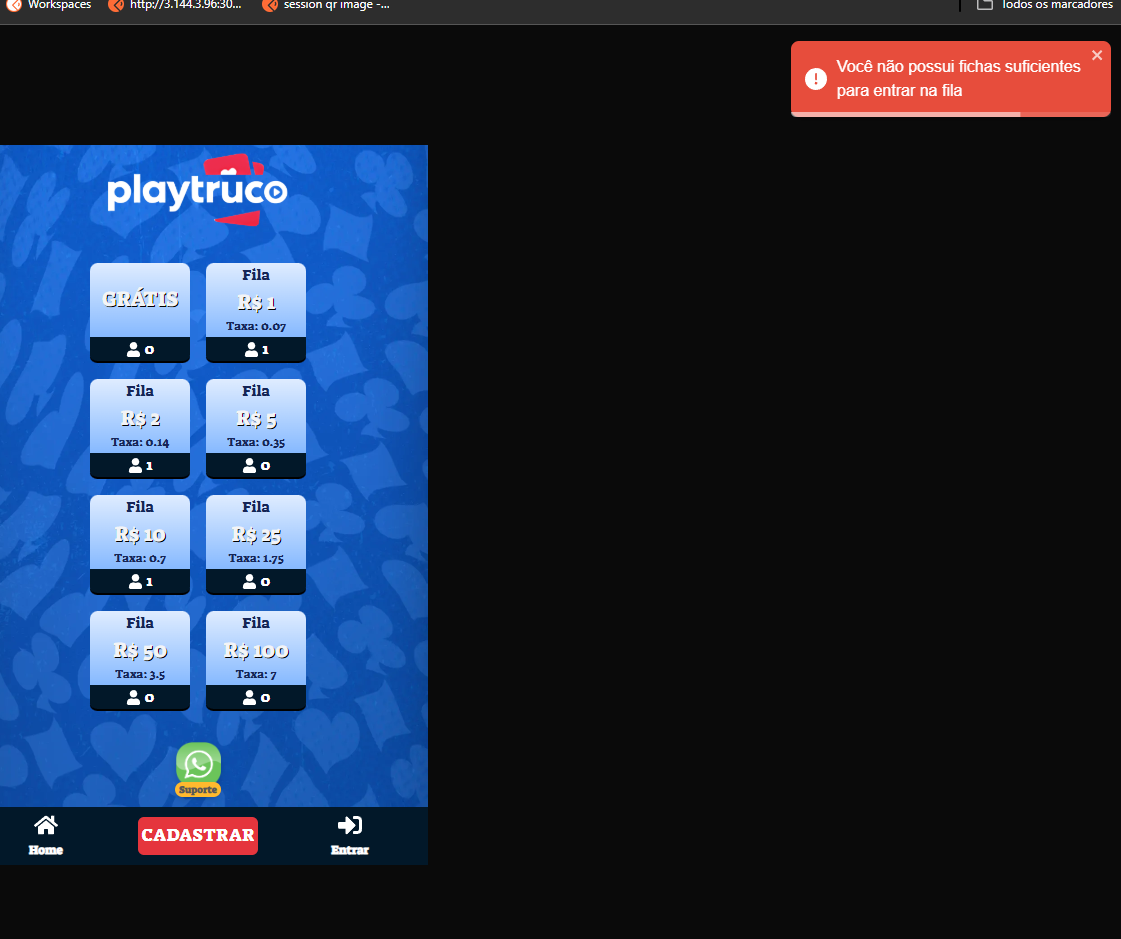 Workspaces
http://3.144.3.96:30...
session qr image -...
Todos os marcadores
Você não possui fichas suficientes
para entrar na fila
playtruco
GRÁTIS
0
Fila
R$ 1
Taxa: 0.07
1
Fila
R$ 2
Taxa: 0.14
1
Fila
R$ 5
Taxa: 0.35
0
Fila
R$ 10
Taxa: 0.7
1
Fila
R$ 25
Taxa: 1.75
0
Fila
R$ 50
Taxa: 3.5
0
Fila
R$ 100
Taxa: 7
0
Suporte
Home
CADASTRAR
Entrar